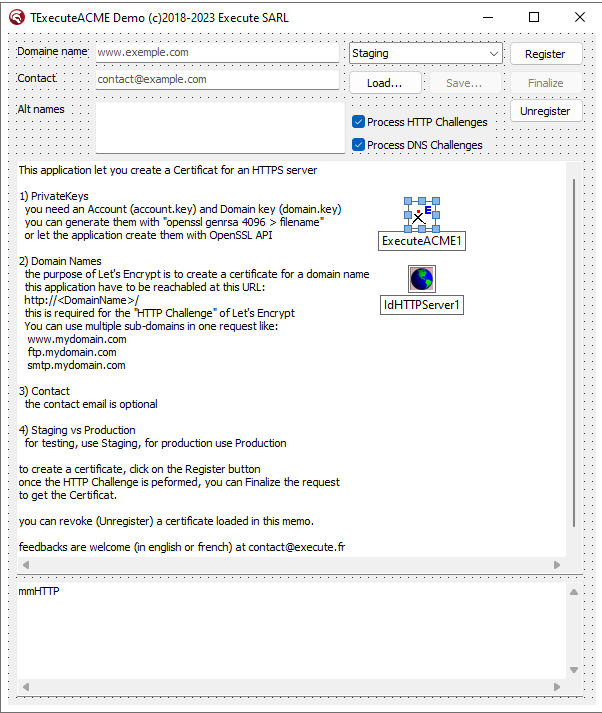 TExecuteACME Demo (c)2018-2023 Execute SARL
Domaine name
www.exemple.com
Staging
Register
Contact
contact@example.com
Load...
Save...
Finalize
Alt names
Unregister
Process HTTP Challenges
Process DNS Challenges
This application let you create a Certificat for an HTTPS server
1) PrivateKeys
you need an Account (account.key) and Domain key (domain.key)
you can generate them with "openssl genrsa 4096 > filename"
or let the application create them with OpenSSL API
E
ExecuteACME1
2) Domain Names
the purpose of Let's Encrypt is to create a certificate for a domain name
this application have to be reachabled at this URL:
http://<DomainName>/
this is required for the "HTTP Challenge" of Let's Encrypt
You can use multiple sub-domains in one request like:
www.mydomain.com
ftp.mydomain.com
smtp.mydomain.com
IdHTTPServer1
3) Contact
the contact email is optional
4) Staging vs Production
for testing, use Staging, for production use Production
to create a certificate, click on the Register button
once the HTTP Challenge is peformed, you can Finalize the request
to get the Certificat.
you can revoke (Unregister) a certificate loaded in this memo.
feedbacks are welcome (in english or french) at contact@execute.fr
mmHTTP